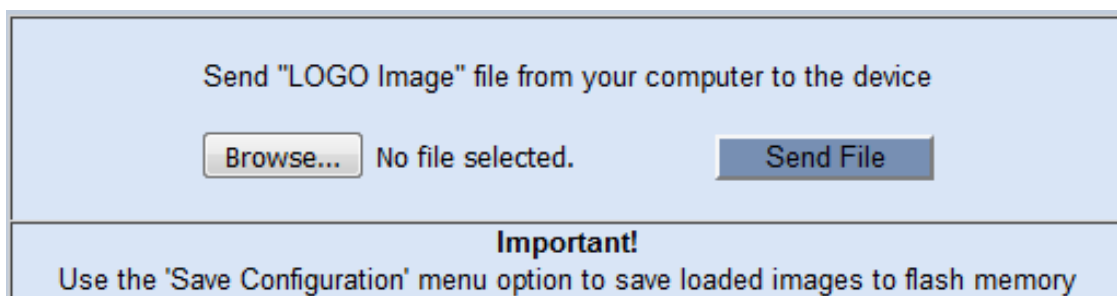 Send "LOGO Image" file from your computer to the device
Browse... No file selected. Send File
Important!
Use the 'Save Configuration' menu option to save loaded images to flash memory